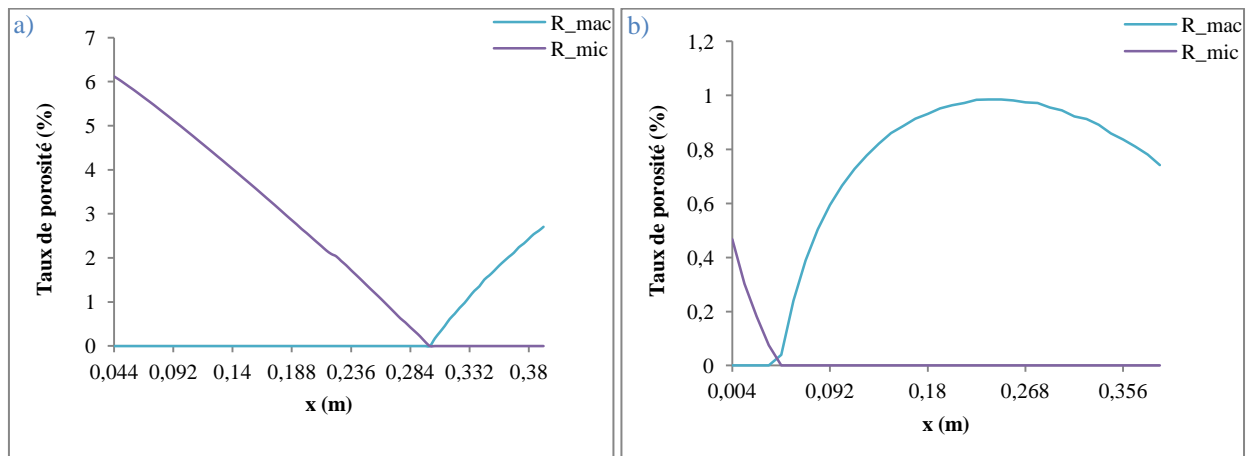 a)
R_mac
R_mic
Taux de porosité (%)
7
6
5
4
3
2
1
0
0,044 0,092 0,14 0,188 0,236 0,284 0,332 0,38
x (m)
b)
R_mac
R_mic
Taux de porosité (%)
1,2
1
0,8
0,6
0,4
0,2
0
0,004 0,092 0,18 0,268 0,356
x (m)